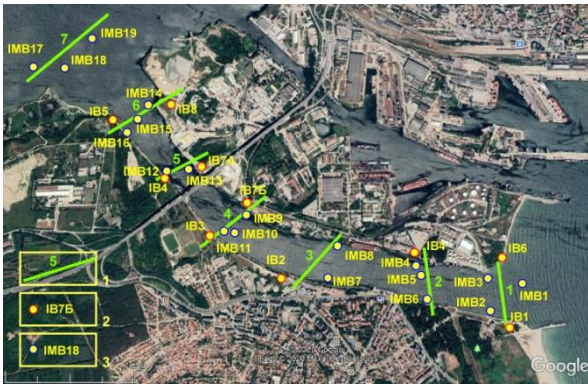 IMB19
7
IMB17
IMB18
IMB14
6
IB5
IB8
IMB15
IMB16
5
IB7A
IMB12
IMB13
IB4
IB7Б
4
IMB9
IB3
IMB10
IMB11
3
IMB8
IB4
IB6
IMB4
IB2
IMB7
IMB5
2
IMB3
1
IMB1
IMB6
IMB2
IB1
5
1
IB7Б
2
IMB18
3
Google